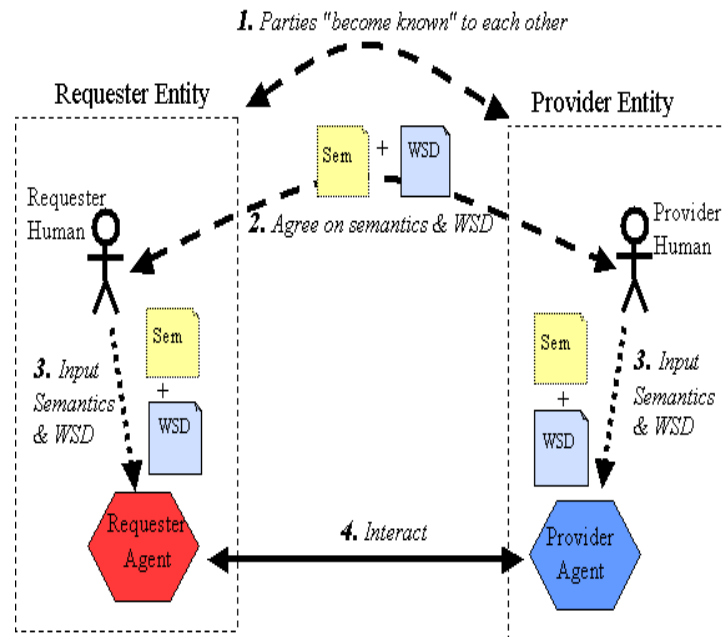 1. Parties "become known" to each other
Requester Entity
Provider Entity
Sem
+
WSD
Requester
Human
Provider
Human
2. Agree on semantics & WSD
Sem
+
WSD
3. Input
Semantics
& WSD
Sem
+
WSD
3. Input
Semantics
& WSD
Requester
Agent
4. Interact
Provider
Agent